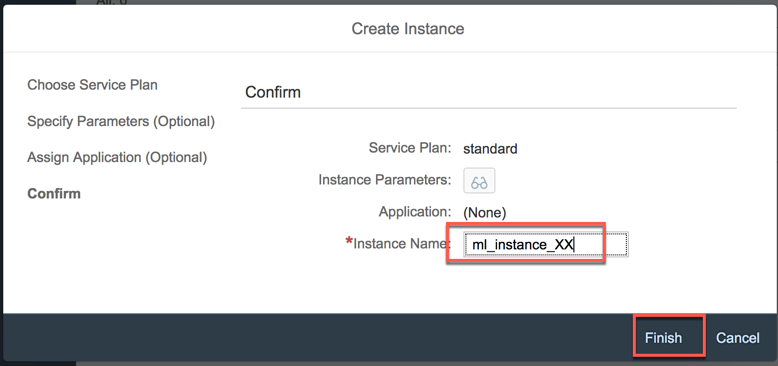 All: 0
Create Instance
Choose Service Plan
Specify Parameters (Optional)
Assign Application (Optional)
Confirm
Confirm
Service Plan: standard
Instance Parameters:
Application: (None)
*Instance Name: ml_instance_XX
Finish Cancel